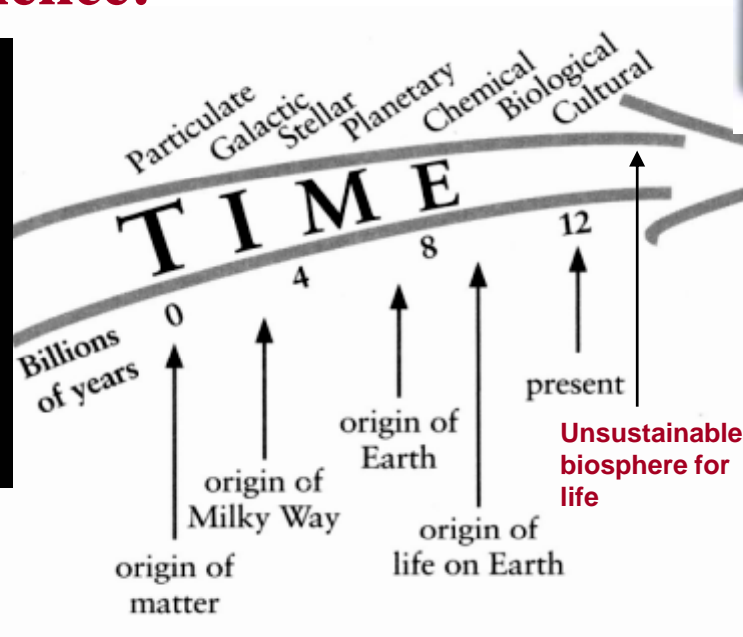 Particulate
Galactic
Stellar
Planetary
Chemical
Biological
Cultural
TIME
0
4
8
12
Billions
of years
present
origin of
Earth
Unsustainable
biosphere for
life
origin of
Milky Way
origin of
life on Earth
origin of
matter